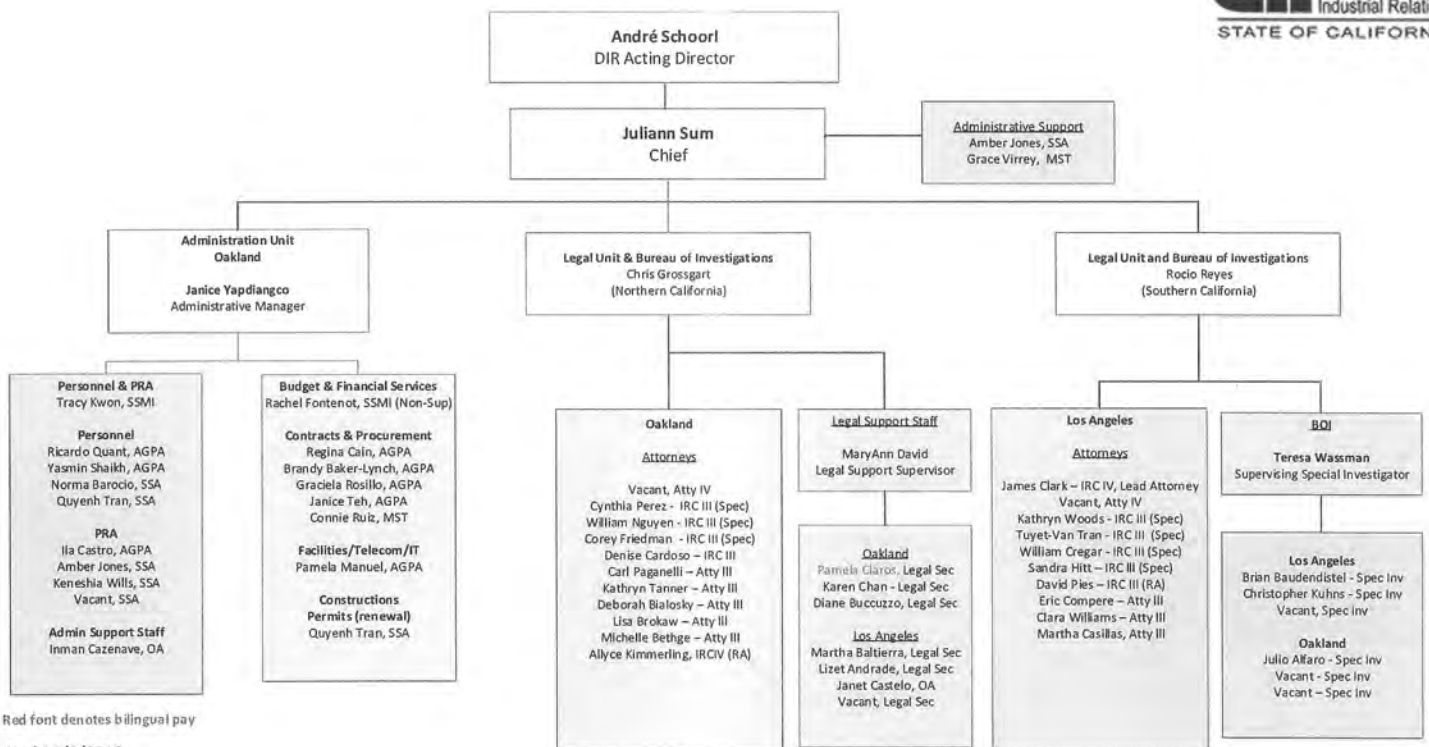 Industrial Relati
STATE OF CALIFORN
André Schoorl
DIR Acting Director
Juliann Sum
Chief
Administrative Support
Amber Jones, SSA
Grace Virrey, MST
Administration Unit
Oakland
Janice Yapdiangco
Administrative Manager
Legal Unit & Bureau of Investigations
Chris Grossgart
(Northern California)
Legal Unit and Bureau of Investigations
Rocio Reyes
(Southern California)
Personnel & PRA
Tracy Kwon, SSMI
Personnel
Ricardo Quant, AGPA
Yasmin Shaikh, AGPA
Norma Barocio, SSA
Quyenh Tran, SSA
PRA
Ila Castro, AGPA
Amber Jones, SSA
Keneshia Wills, SSA
Vacant, SSA
Admin Support Staff
Inman Cazenave, OA
Budget & Financial Services
Rachel Fontenot, SSMI (Non-Sup)
Contracts & Procurement
Regina Cain, AGPA
Brandy Baker-Lynch, AGPA
Graciela Rosillo, AGPA
Janice Teh, AGPA
Connie Ruiz, MST
Facilities/Telecom/IT
Pamela Manuel, AGPA
Constructions
Permits (renewal)
Quyenh Tran, SSA
Oakland
Attorneys
Vacant, Atty IV
Cynthia Perez - IRC III (Spec)
William Nguyen - IRC III (Spec)
Corey Friedman - IRC III (Spec)
Denise Cardoso – IRC III
Carl Paganelli – Atty III
Kathryn Tanner – Atty III
Deborah Bialosky – Atty III
Lisa Brokaw – Atty III
Michelle Bethge – Atty III
Allyce Kimmerling, IRCIV (RA)
Legal Support Staff
MaryAnn David
Legal Support Supervisor
Oakland
Pamela Claros, Legal Sec
Karen Chan - Legal Sec
Diane Buccuzzo, Legal Sec
Los Angeles
Martha Baltierra, Legal Sec
Lizet Andrade, Legal Sec
Janet Castelo, OA
Vacant, Legal Sec
Los Angeles
Attorneys
James Clark – IRC IV, Lead Attorney
Vacant, Atty IV
Kathryn Woods - IRC III (Spec)
Tuyet-Van Tran - IRC III (Spec)
William Cregar - IRC III (Spec)
Sandra Hitt – IRC III (Spec)
David Pies – IRC III (RA)
Eric Compere – Atty III
Clara Williams – Atty III
Martha Casillas, Atty III
BOI
Teresa Wassman
Supervising Special Investigator
Los Angeles
Brian Baudendistel - Spec Inv
Christopher Kuhns - Spec Inv
Vacant, Spec Inv
Oakland
Julio Alfaro - Spec Inv
Vacant - Spec Inv
Vacant – Spec Inv
Red font denotes bilingual pay